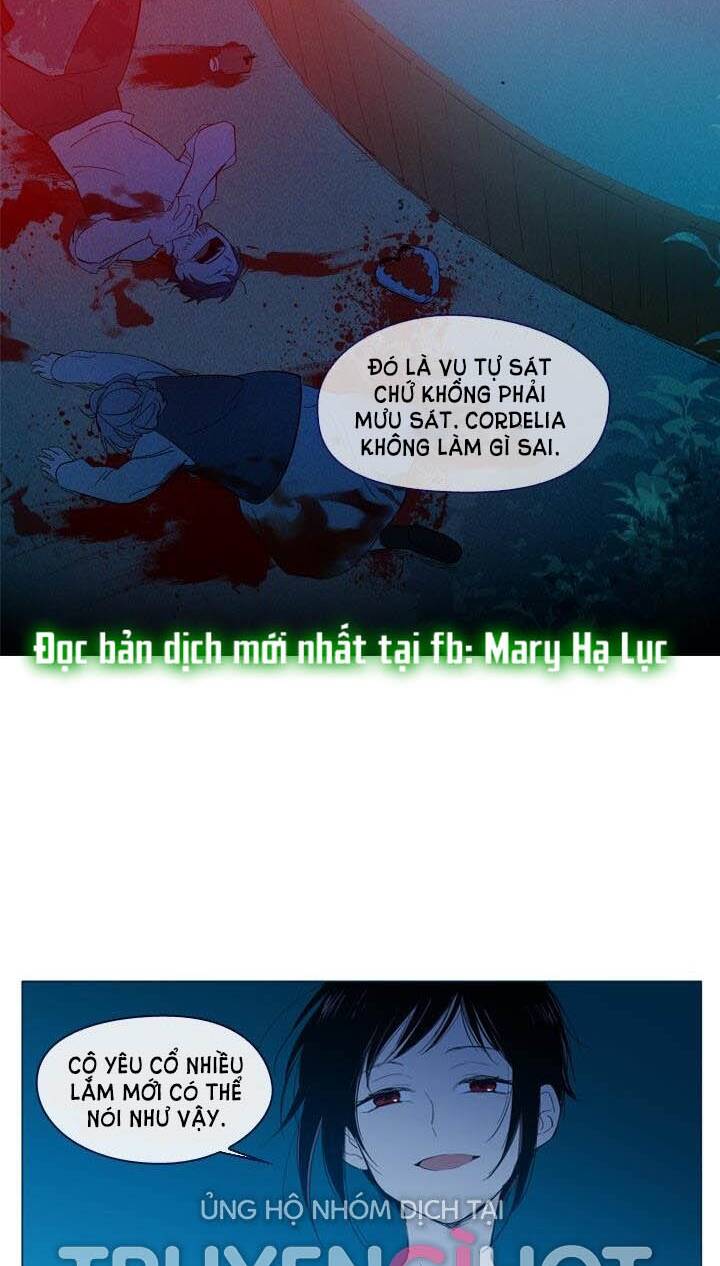 ĐÓ LÀ VỤ TỰ SÁT
CHỨ KHÔNG PHẢI
MƯU SÁT. CORDELIA
KHÔNG LÀM GÌ SAI.
Đọc bản dịch mới nhất tại fb: Mary Hạ Lục
CÔ YÊU CỔ NHIỀU
LẮM MỚI CÓ THỂ
NÓI NHƯ VẬY.
ỦNG HỘ NHÓM DỊCH TẠI
TRUYENGIHOT